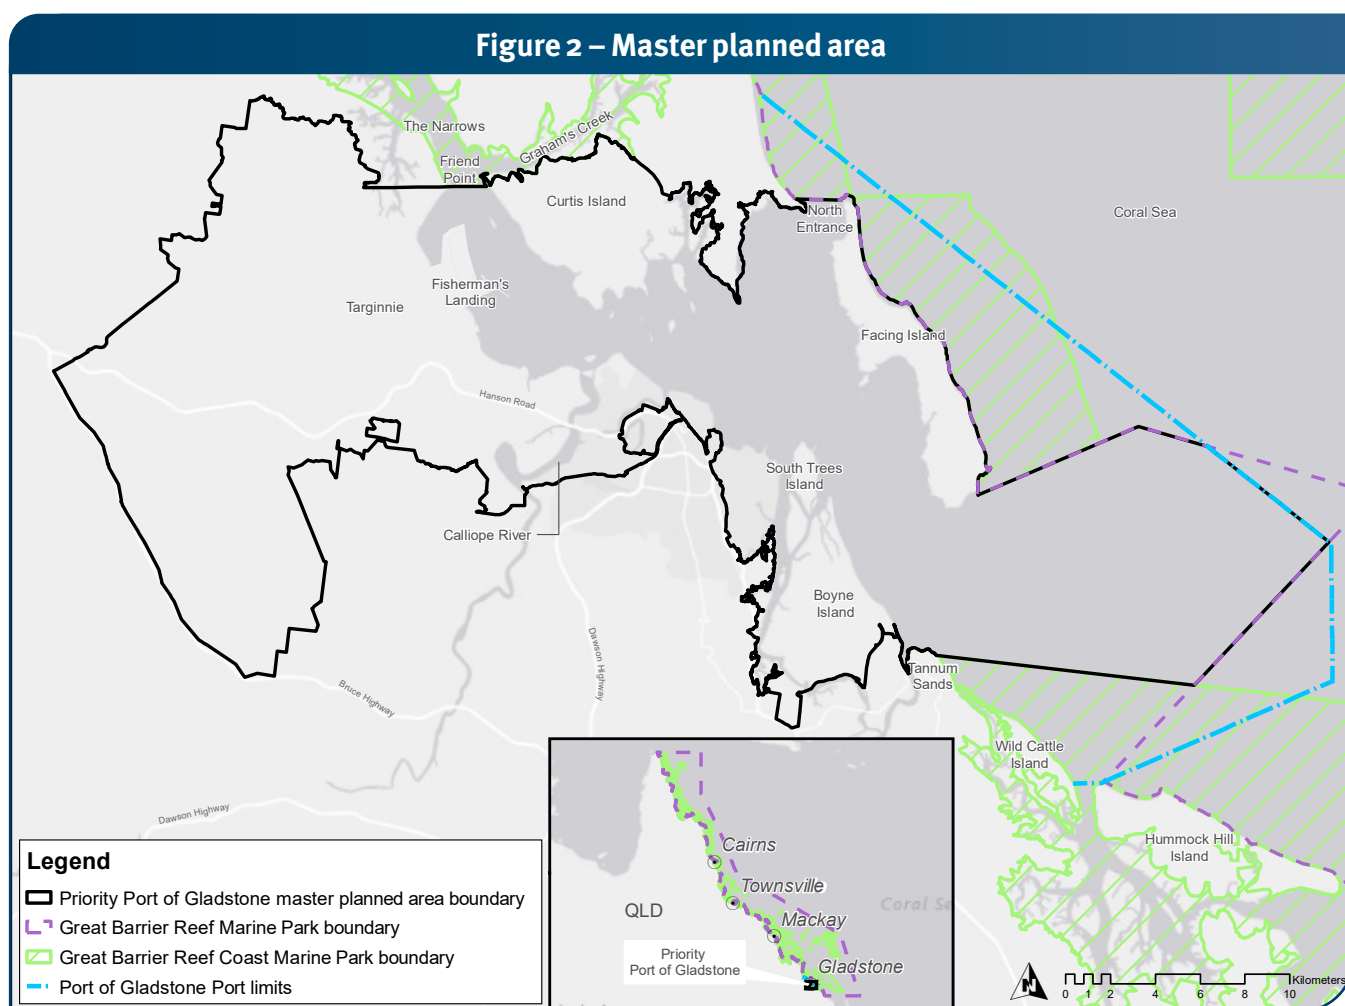 Figure 2 – Master planned area
The Narrows
Graham's Creek
Friend
Point
Curtis Island
North
Entrance
Coral Sea
Fisherman's
Landing
Targinnie
Facing Island
Hanson Road
South Trees
Island
Calliope River
Boyne
Island
Dawson Highway
Tannum
Sands
Bruce Highway
Wild Cattle
Island
Dawson Highway
Hummock Hill
Island
Legend
Priority Port of Gladstone master planned area boundary
Great Barrier Reef Marine Park boundary
Great Barrier Reef Coast Marine Park boundary
Port of Gladstone Port limits
Cairns
Townsville
QLD
Coral Se
Mackay
Priority
Port of Gladstone
Gladstone
N
Kilometers
0 1 2 4 6 8 10